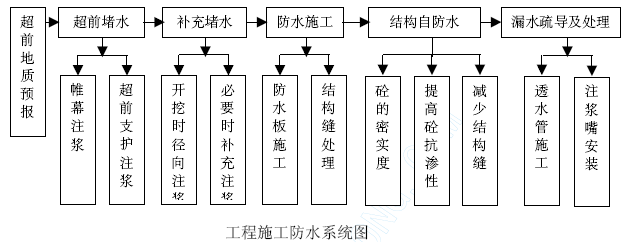 超前地质预报
超前堵水
补充堵水
防水施工
结构自防水
漏水疏导及处理
帷幕注浆
超前支护注浆
开挖时径向注浆
必要时补充注浆
防水板施工
结构缝处理
砼的密实度
提高砼抗渗性
减少结构缝
透水管施工
注浆嘴安装
工程施工防水系统图